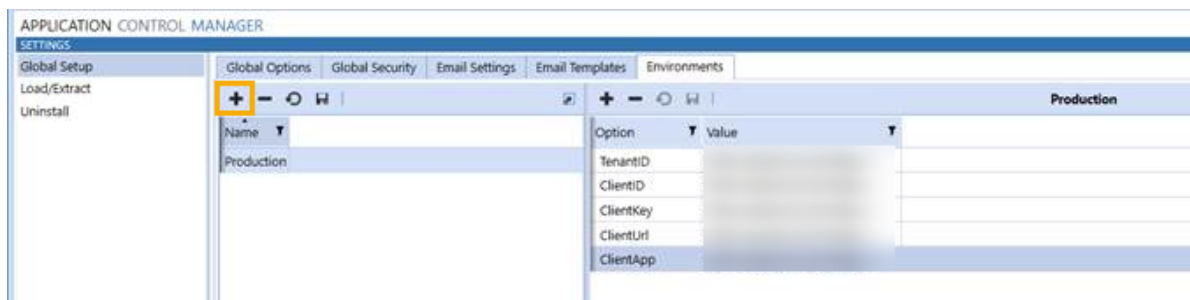 APPLICATION CONTROL MANAGER
SETTINGS
Global Setup
Load/Extract
Uninstall
Global Options Global Security Email Settings Email Templates Environments
Production
Name
Production
Option Value
TenantID
ClientID
ClientKey
ClientUrl
ClientApp